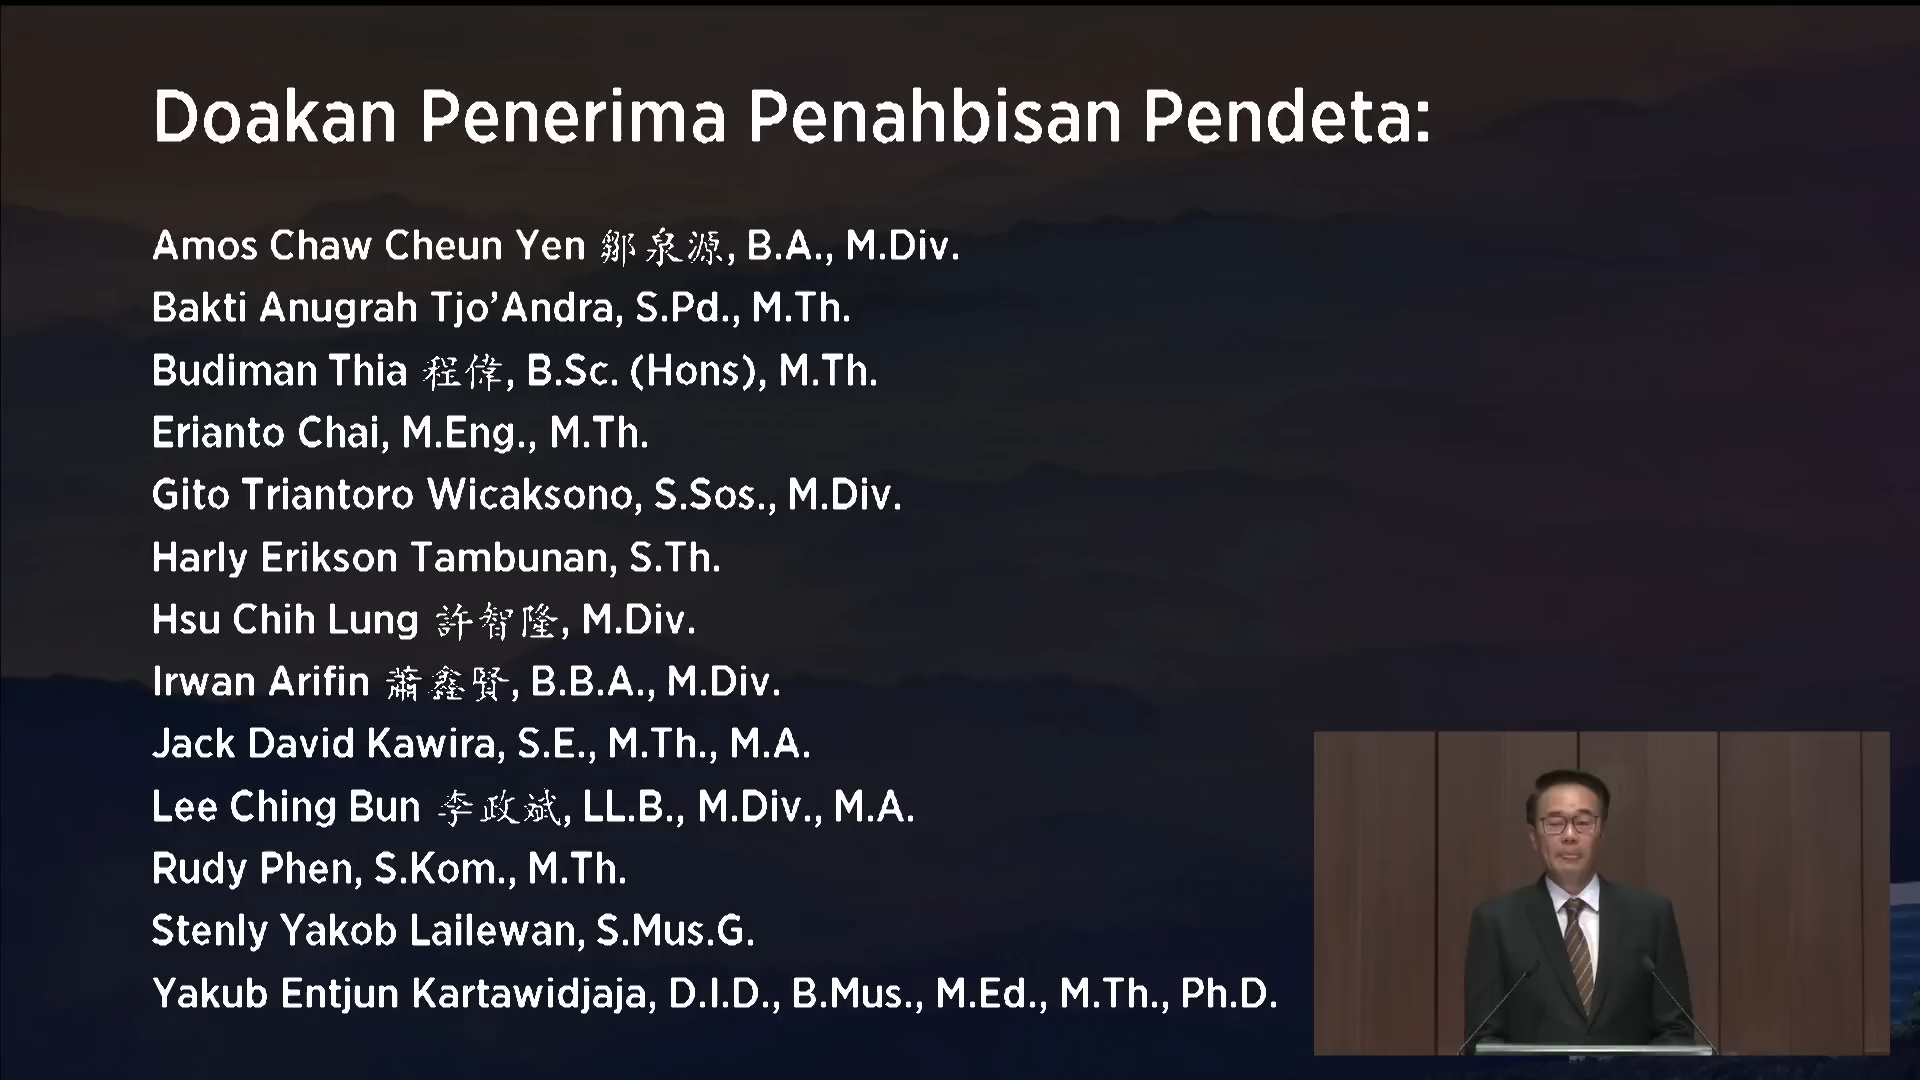 Doakan Penerima Penahbisan Pendeta:
Amos Chaw Cheun Yen 鄒泉源, B.A., M.Div.
Bakti Anugrah Tjo’Andra, S.Pd., M.Th.
Budiman Thia 程偉, B.Sc. (Hons), M.Th.
Erianto Chai, M.Eng., M.Th.
Gito Triantoro Wicaksono, S.Sos., M.Div.
Harly Erikson Tambunan, S.Th.
Hsu Chih Lung 許智隆, M.Div.
Irwan Arifin 蕭鑫賢, B.B.A., M.Div.
Jack David Kawira, S.E., M.Th., M.A.
Lee Ching Bun 李政斌, LL.B., M.Div., M.A.
Rudy Phen, S.Kom., M.Th.
Stenly Yakob Lailewan, S.Mus.G.
Yakub Entjun Kartawidjaja, D.I.D., B.Mus., M.Ed., M.Th., Ph.D.